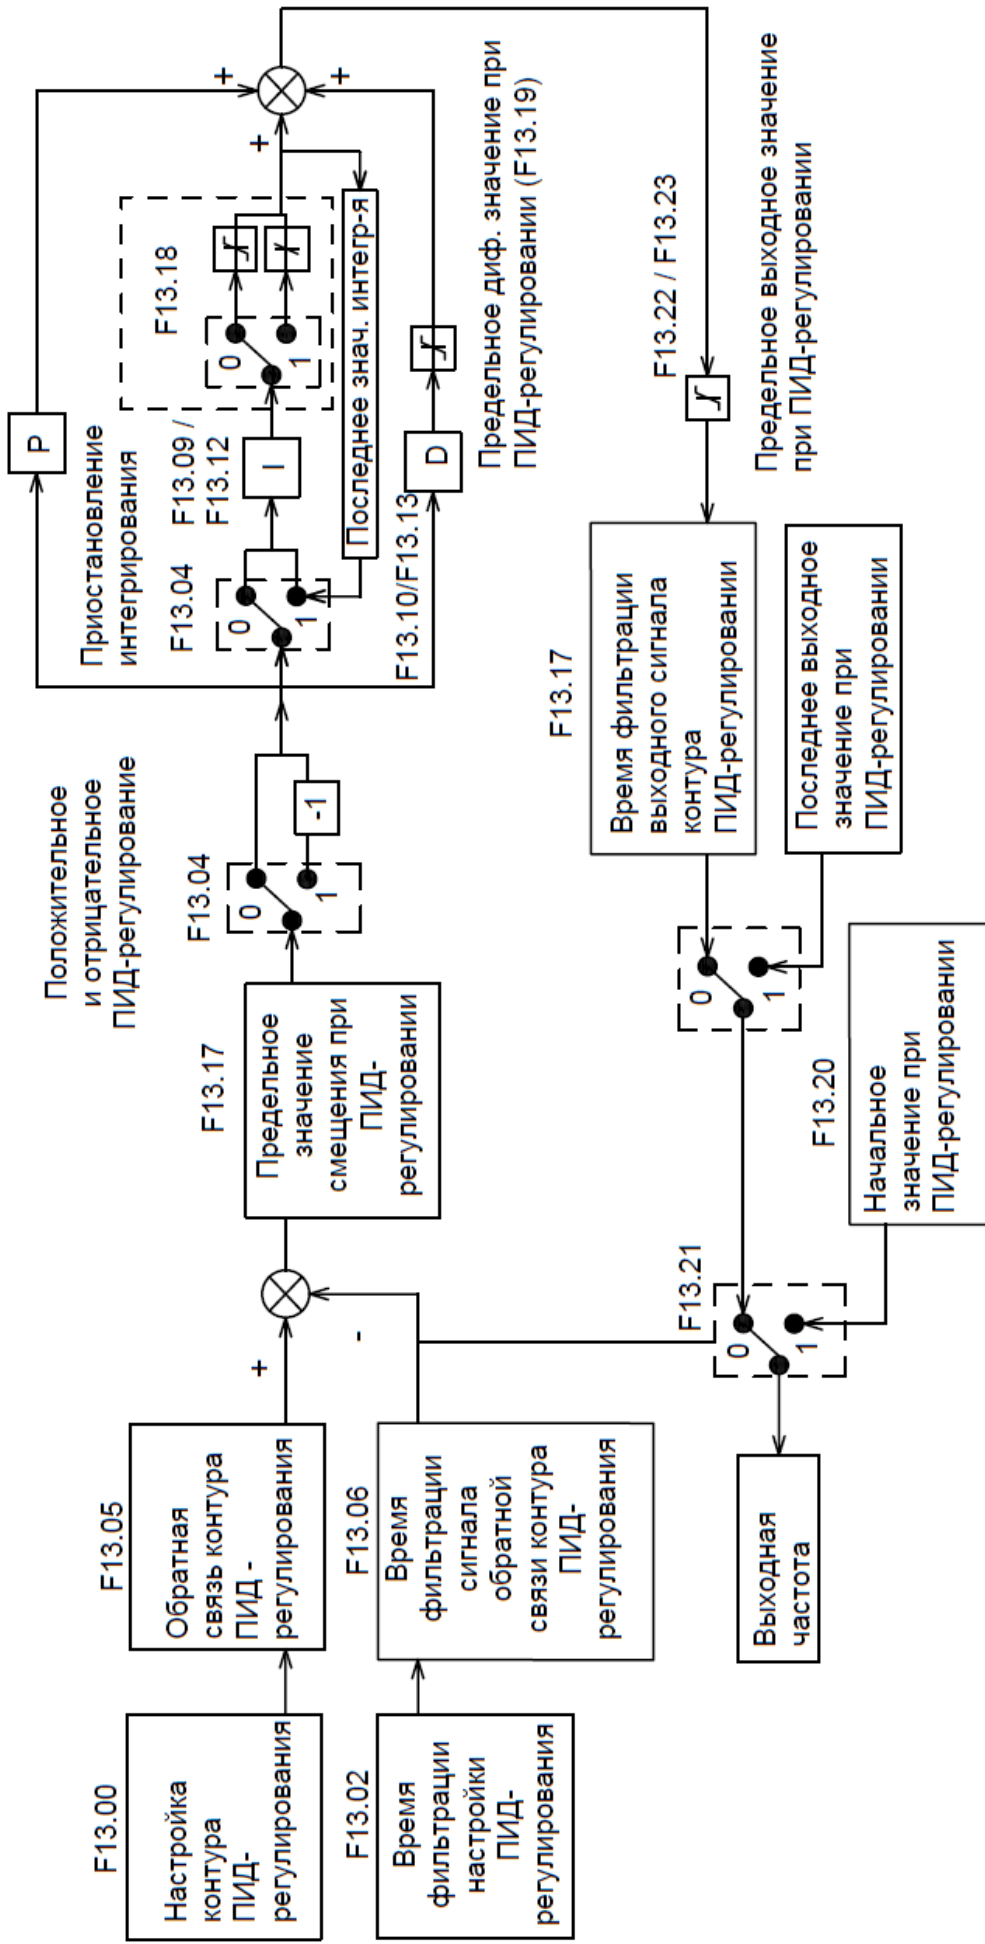 F13.00
Настройка
контура
ПИД-
регулирования
F13.05
Обратная
связь контура
ПИД -
регулирования
+
-
F13.02
Время
фильтрации
настройки
ПИД-
регулирования
F13.06
Время
фильтрации
сигнала
обратной
связи контура
ПИД-
регулирования
F13.17
Предельное
значение
смещения при
ПИД-
регулировании
Положительное
и отрицательное
ПИД-регулирование
F13.04
0
1
-1
Приостановление
интегрирования
F13.04
0
1
P
F13.09 /
F13.12
I
F13.18
0
1
+
+
+
Последнее знач. интегр-я
F13.10/F13.13
D
Предельное диф. значение при
ПИД-регулировании (F13.19)
F13.22 / F13.23
Предельное выходное значение
при ПИД-регулировании
F13.17
Время фильтрации
выходного сигнала
контура
ПИД-регулировании
Последнее выходное
значение при
ПИД-регулировании
0
1
F13.20
Начальное
значение при
ПИД-регулировании
F13.21
0
1
Выходная
частота